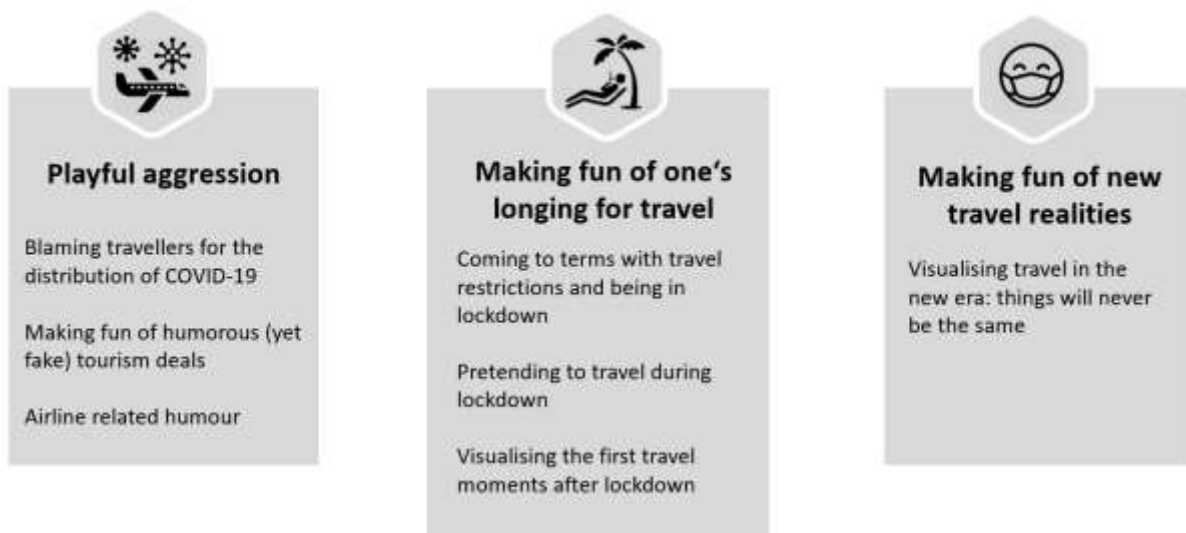 Playful aggression
Blaming travellers for the
distribution of COVID-19
Making fun of humorous (yet
fake) tourism deals
Airline related humour
Making fun of one‘s
longing for travel
Coming to terms with travel
restrictions and being in
lockdown
Pretending to travel during
lockdown
Visualising the first travel
moments after lockdown
Making fun of new
travel realities
Visualising travel in the
new era: things will never
be the same